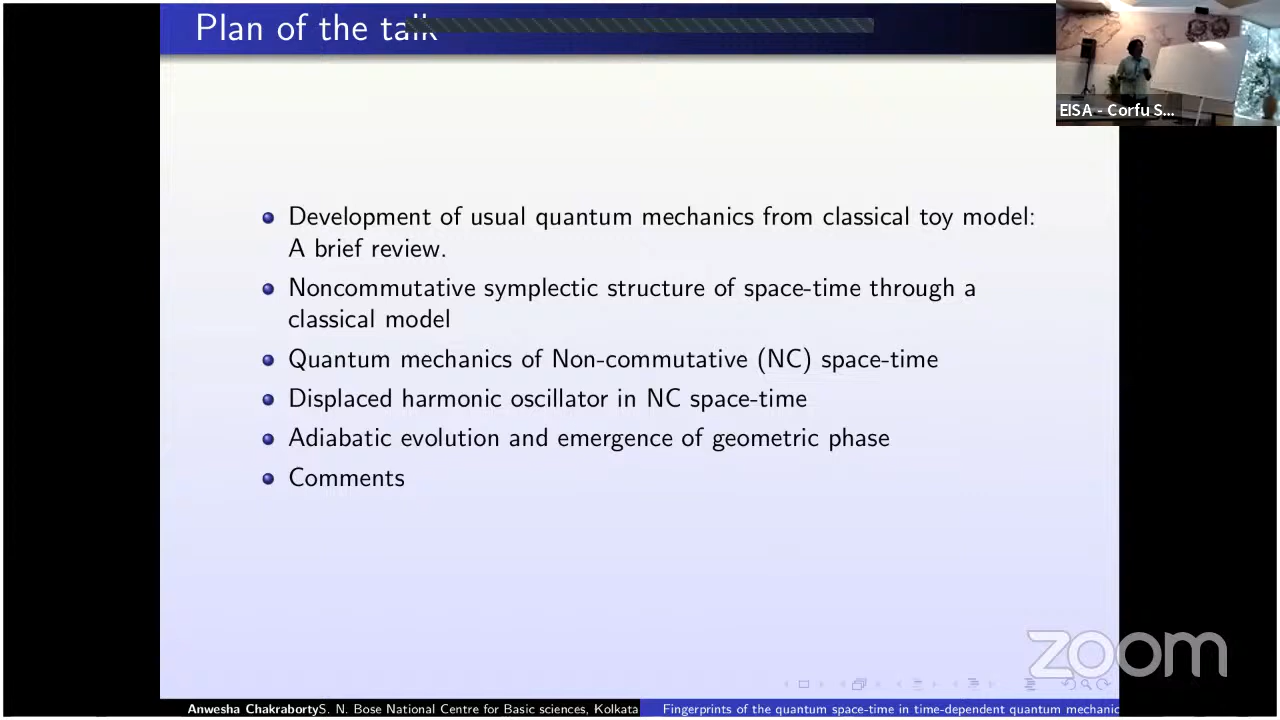 Plan of the talk
EISA - Corfu S...
Development of usual quantum mechanics from classical toy model:
A brief review.
Noncommutative symplectic structure of space-time through a
classical model
Quantum mechanics of Non-commutative (NC) space-time
Displaced harmonic oscillator in NC space-time
Adiabatic evolution and emergence of geometric phase
Comments
zoom
Anwesha ChakrabortyS. N. Bose National Centre for Basic sciences, Kolkata
Fingerprints of the quantum space-time in time-dependent quantum mechanic